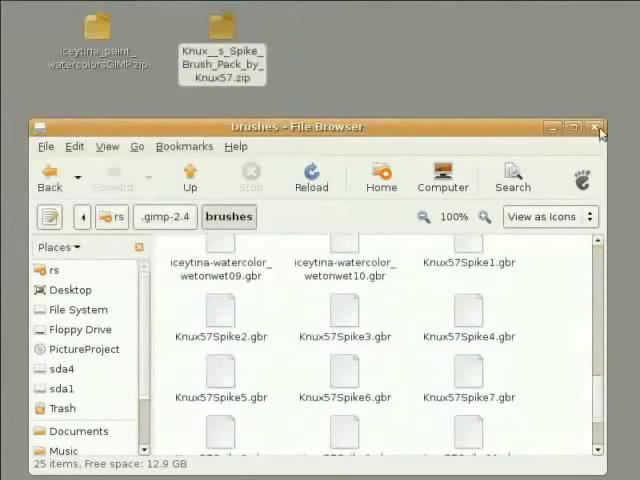 iceytina_paint_
watercolorsGIMP.zip
Knux__s_Spike_
Brush_Pack_by_
Knux57.zip
brushes - File Browser
File Edit View Go Bookmarks Help
Back Forward Up Stop Reload Home Computer Search
rs .gimp-2.4 brushes 100% View as Icons
Places
rs
Desktop
File System
Floppy Drive
PictureProject
sda4
sda1
Trash
Documents
Music
iceytina-watercolor_
wetonwet09.gbr
iceytina-watercolor_
wetonwet10.gbr
Knux57Spike1.gbr
Knux57Spike2.gbr
Knux57Spike3.gbr
Knux57Spike4.gbr
Knux57Spike5.gbr
Knux57Spike6.gbr
Knux57Spike7.gbr
25 items, Free space: 12.9 GB